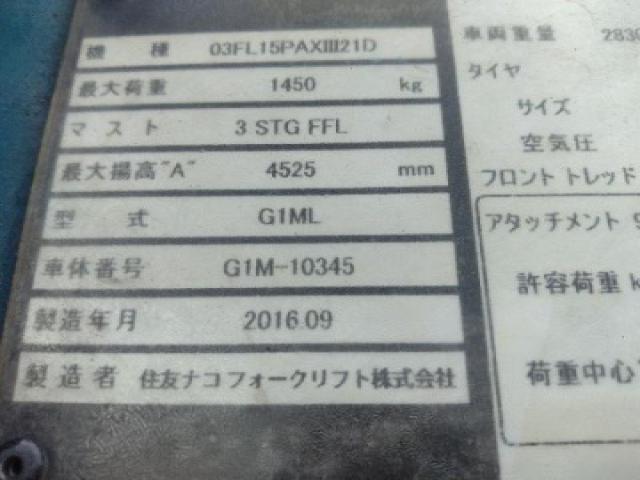 機 種 03FL15PAXⅢ21D
最大荷重 1450 kg
マスト 3 STG FFL
最大揚高"A" 4525 mm
型 式 G1ML
車体番号 G1M-10345
製造年月 2016 09
製造者 住友ナコフォークリフト株式会社
車両重量 2830
タイヤ
サイズ
空気圧
フロント トレッド
アタッチメント
許容荷重 k
荷重中心